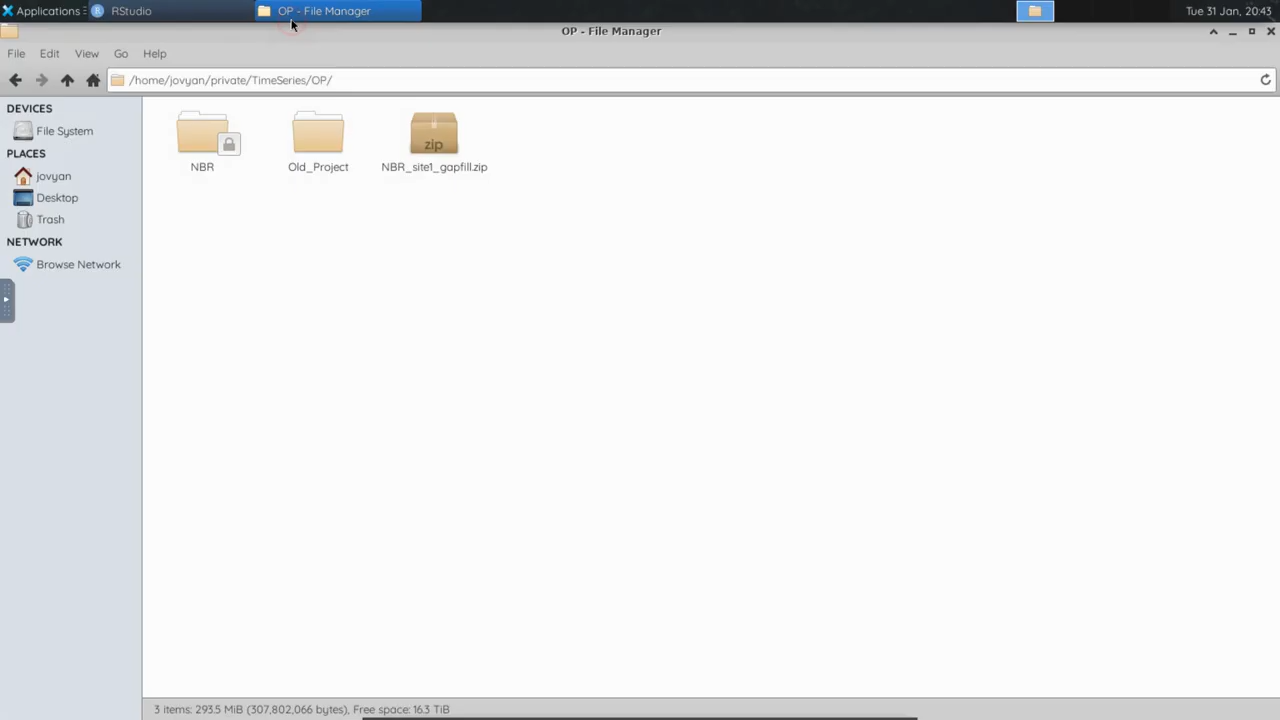 Applications
RStudio
OP - File Manager
Tue 31 Jan, 20:43
OP - File Manager
File Edit View Go Help
/home/jovyan/private/TimeSeries/OP/
DEVICES
File System
PLACES
jovyan
Desktop
Trash
NETWORK
Browse Network
NBR
Old_Project
zip
NBR_site1_gapfill.zip
3 items: 293.5 MiB (307,802,066 bytes), Free space: 16.3 TiB